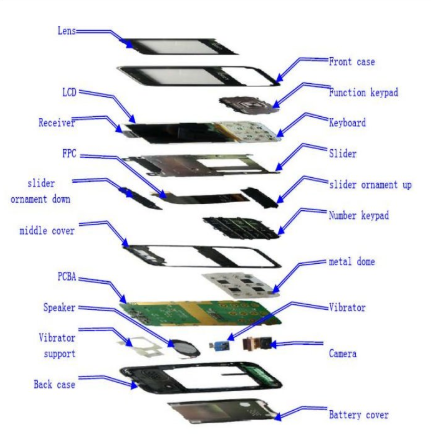 Lens
Front case
Function keypad
LCD
Receiver
Keyboard
FPC
Slider
slider
ornament down
slider ornament up
Number keypad
middle cover
metal dome
PCBA
Speaker
Vibrator
Vibrator
support
Camera
Back case
Battery cover